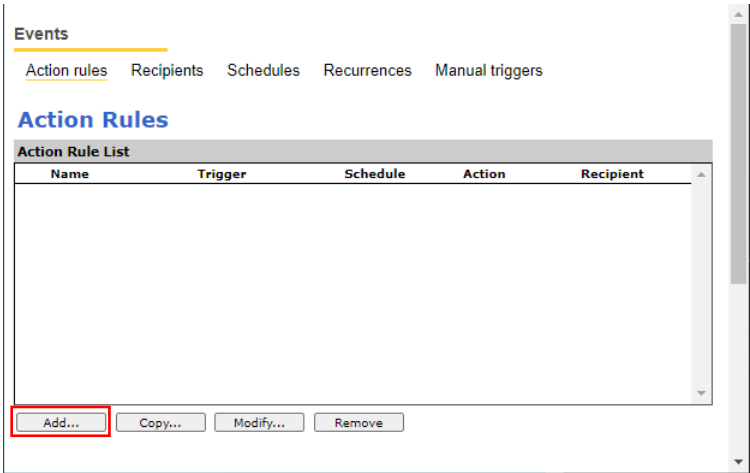 Events
Action rules Recipients Schedules Recurrences Manual triggers
Action Rules
Action Rule List
Name Trigger Schedule Action Recipient
Add... Copy... Modify... Remove